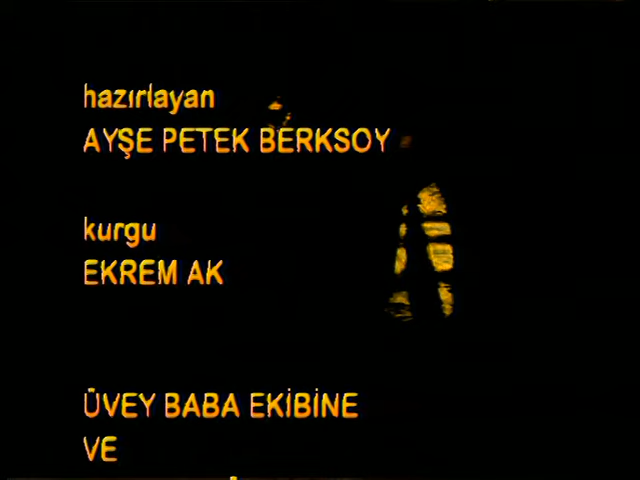 hazırlayan
AYŞE PETEK BERKSOY
kurgu
EKREM AK
ÜVEY BABA EKİBİNE
VE